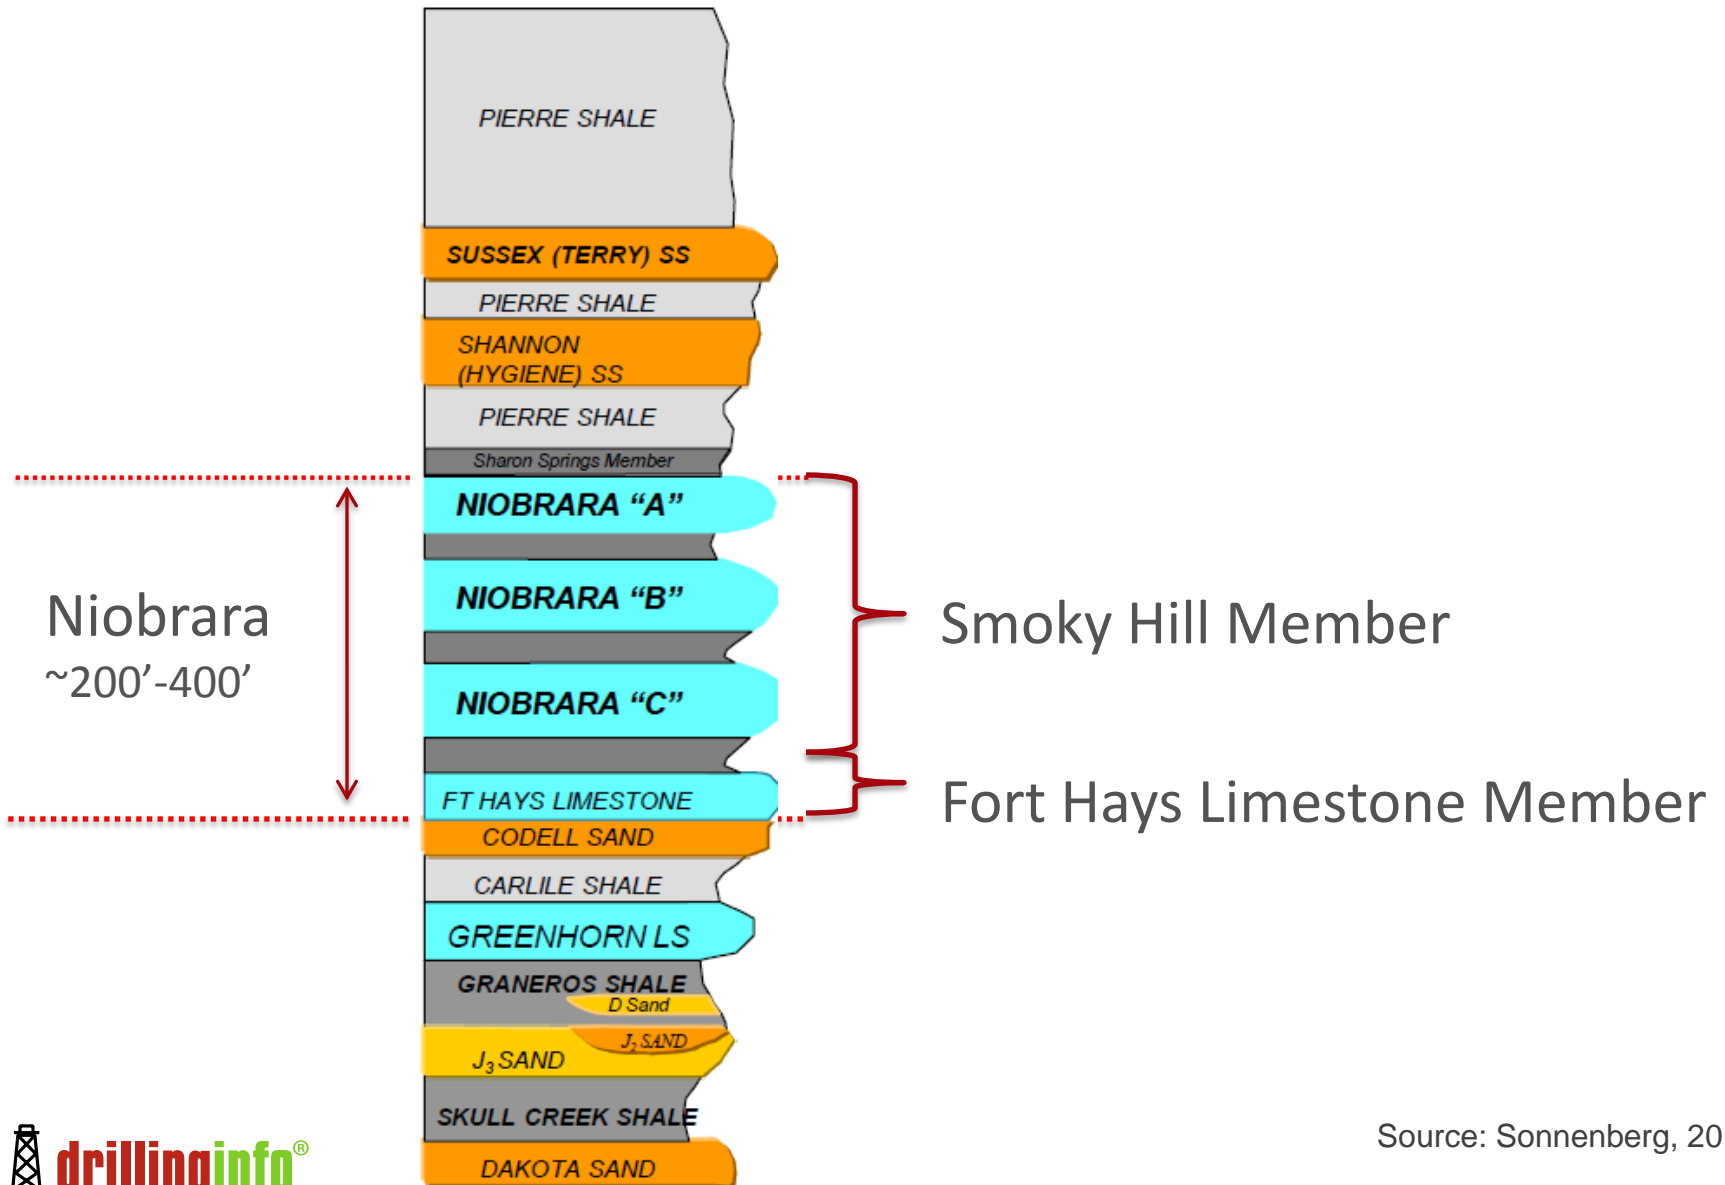 PIERRE SHALE
SUSSEX (TERRY) SS
PIERRE SHALE
SHANNON
(HYGIENE) SS
PIERRE SHALE
Sharon Springs Member
NIOBRARA “A”
NIOBRARA “B”
NIOBRARA “C”
FT HAYS LIMESTONE
CODELL SAND
CARLILE SHALE
GREENHORN LS
GRANEROS SHALE
D Sand
J2 SAND
J3 SAND
SKULL CREEK SHALE
DAKOTA SAND
Niobrara
~200’-400’
Smoky Hill Member
Fort Hays Limestone Member
drillinginfo®
Source: Sonnenberg, 20